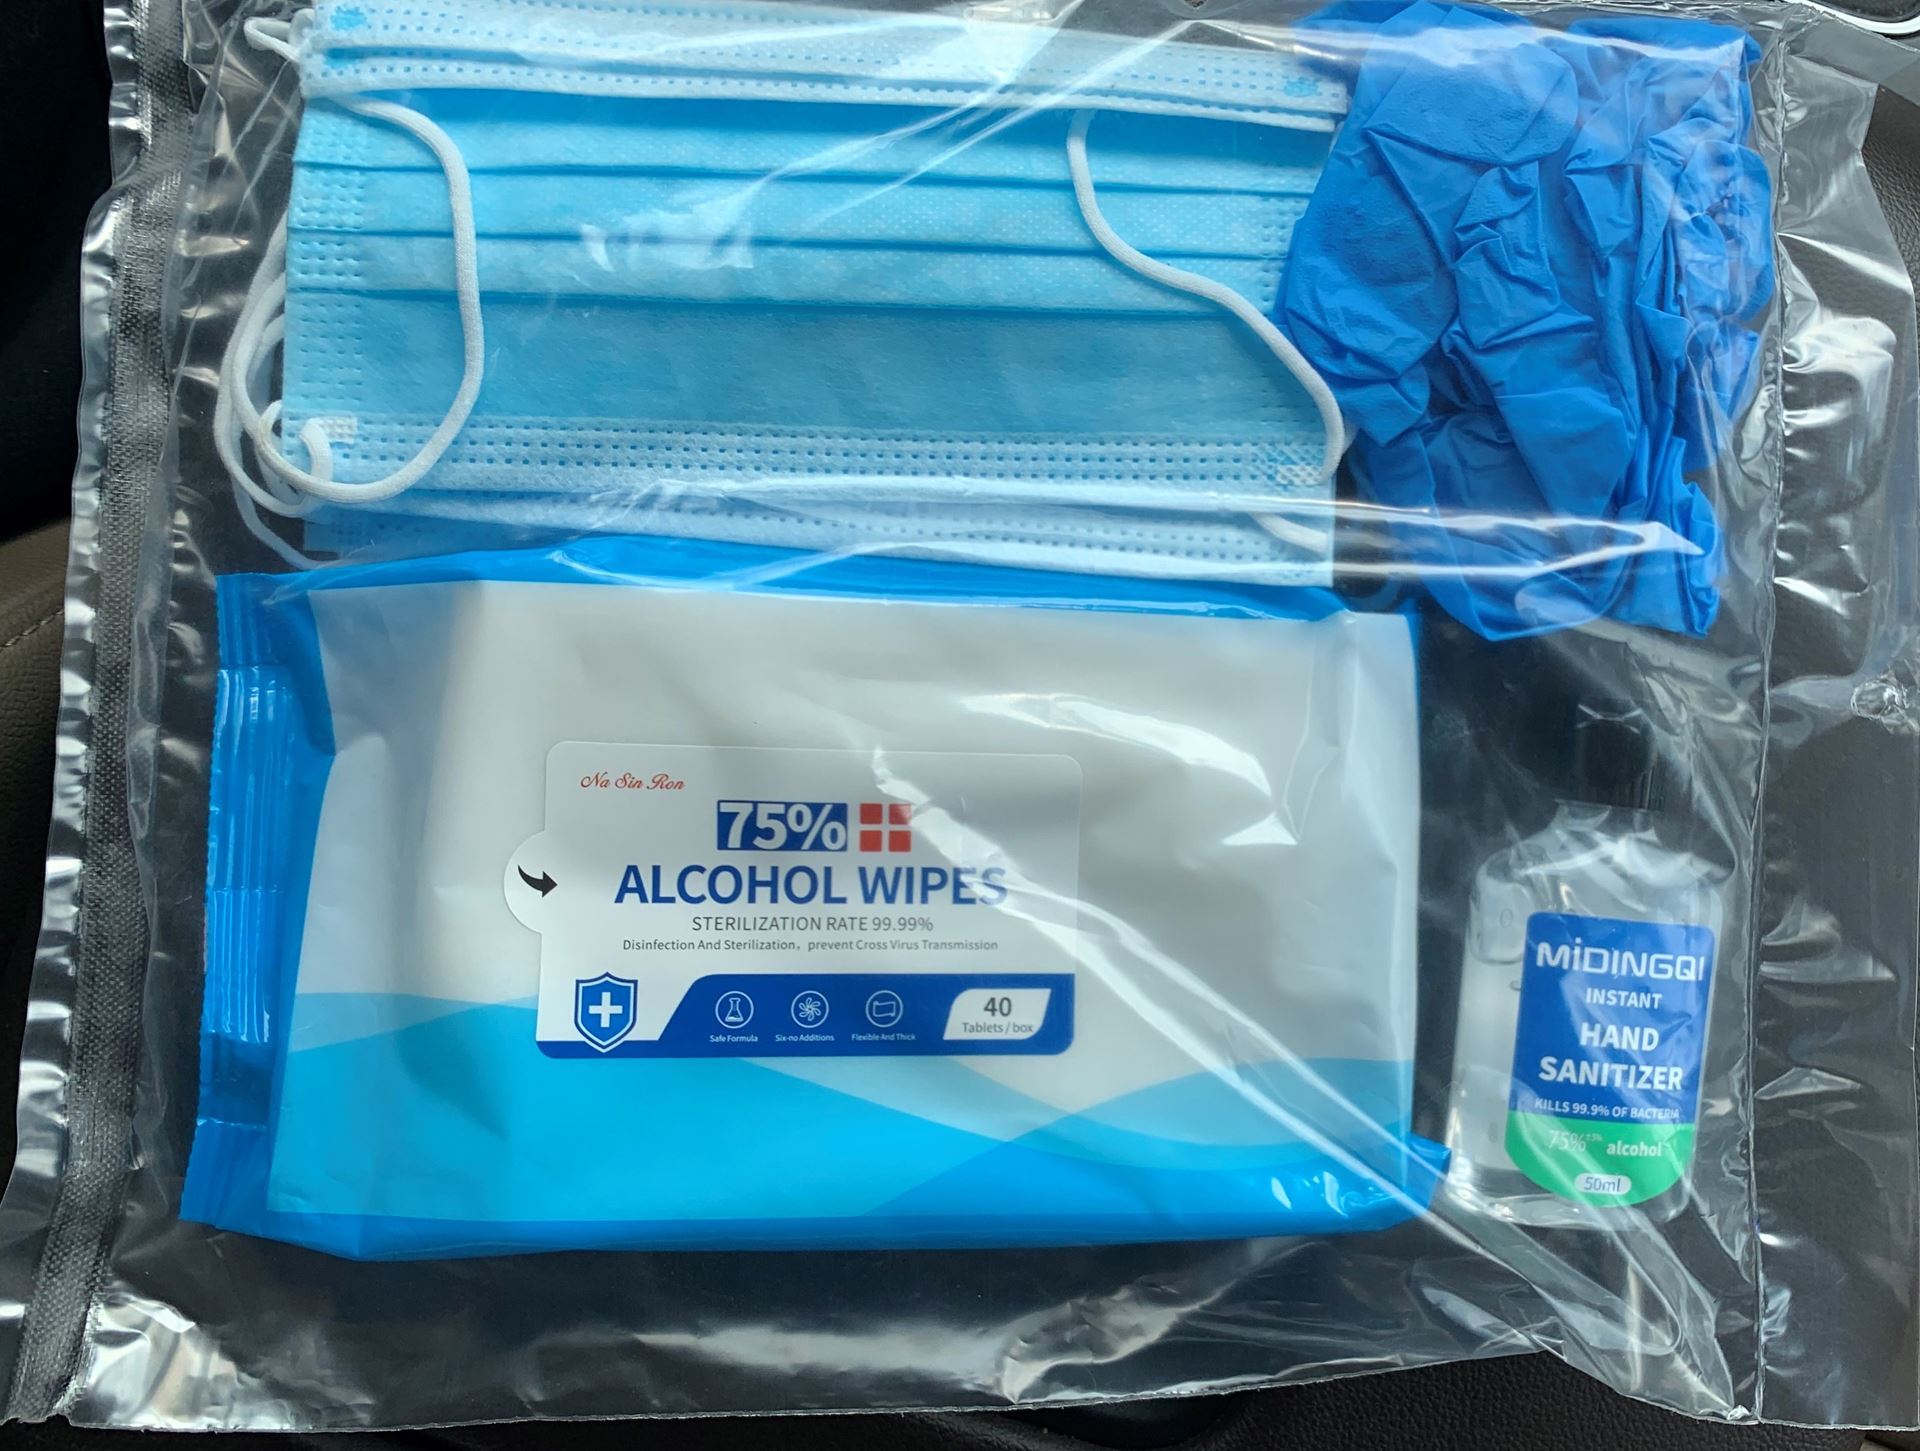 Na Sin Ron
75%
ALCOHOL WIPES
STERILIZATION RATE 99.99%
Disinfection And Sterilization, prevent Cross Virus Transmission
Safe Formula
Six-no Additions
Flexible And Thick
40
Tablets/box
MiDINGQI
INSTANT
HAND
SANITIZER
KILLS 99.9% OF BACTERIA
75%±5% alcohol
50ml